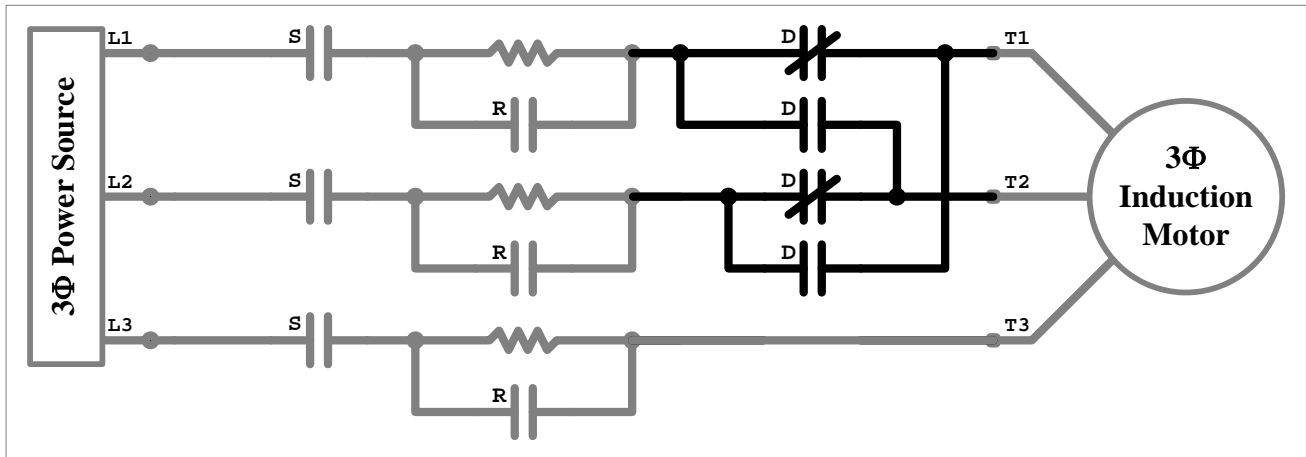 3Φ Power Source
L1
S
R
D
D
T1
L2
S
R
D
D
T2
L3
S
R
T3
3Φ
Induction
Motor